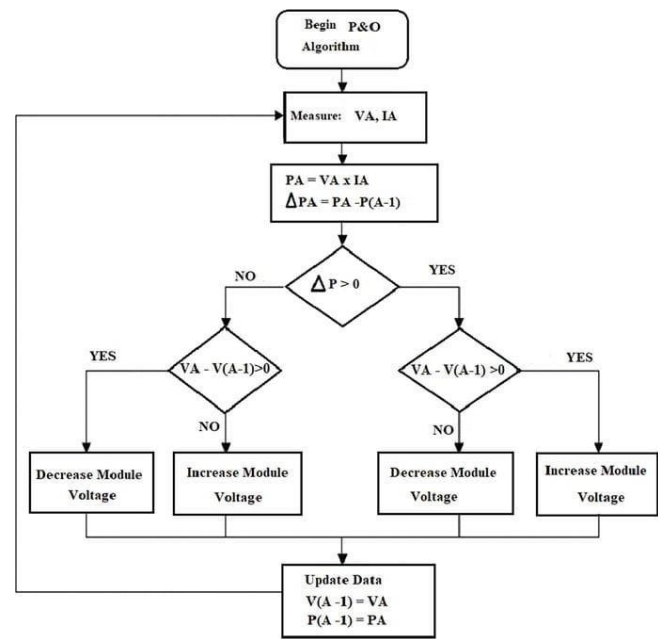 Begin P&O
Algorithm
Measure: VA, IA
PA = VA x IA
Δ PA = PA -P(A-1)
NO
YES
Δ P > 0
YES
VA - V(A-1)>0
VA - V(A-1) >0
YES
NO
NO
Decrease Module
Voltage
Increase Module
Voltage
Decrease Module
Voltage
Increase Module
Voltage
Update Data
V(A -1) = VA
P(A -1) = PA